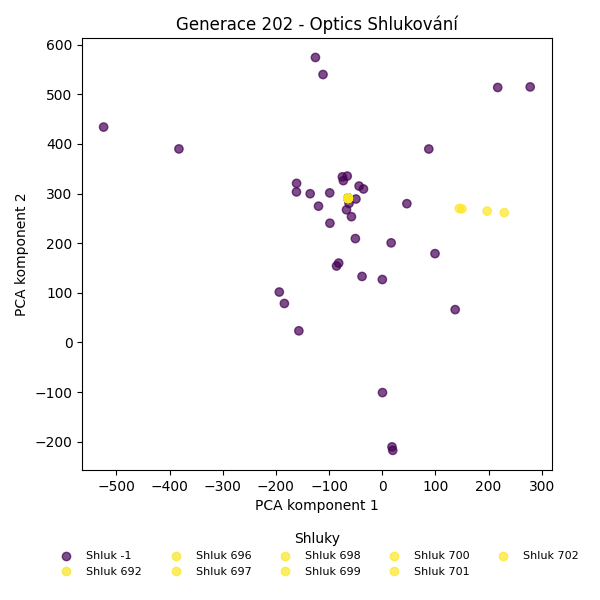 Generace 202 - Optics Shlukování
600
500
400
300
200
100
0
−100
−200
PCA komponent 2
−500 −400 −300 −200 −100 0 100 200 300
PCA komponent 1
Shluky
Shluk -1 Shluk 696 Shluk 698 Shluk 700 Shluk 702
Shluk 692 Shluk 697 Shluk 699 Shluk 701